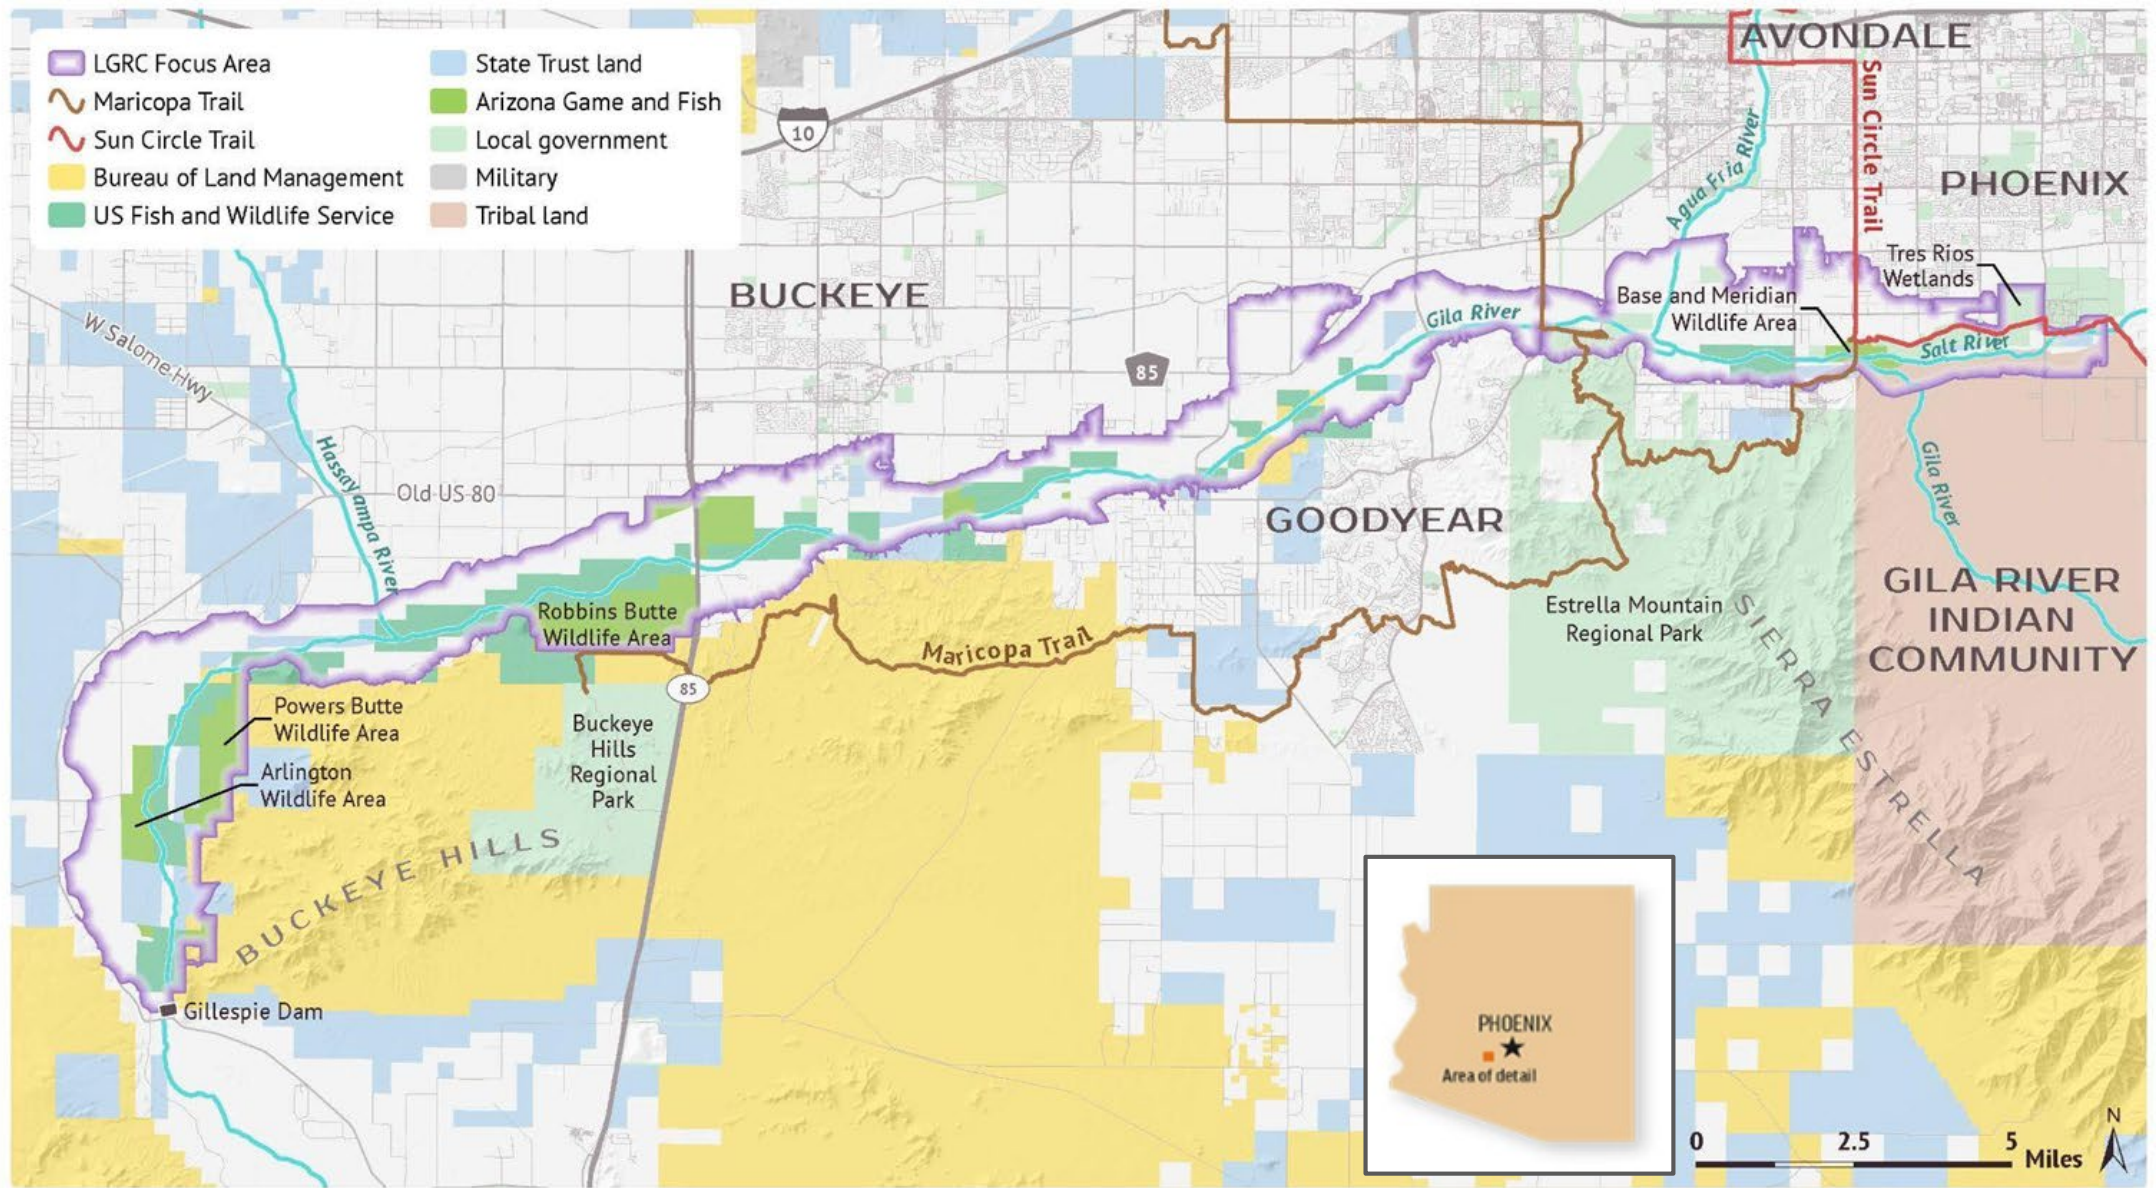 LGRC Focus Area
Maricopa Trail
Sun Circle Trail
Bureau of Land Management
US Fish and Wildlife Service
State Trust land
Arizona Game and Fish
Local government
Military
Tribal land
10
AVONDALE
Sun Circle Trail
Agua Fria River
PHOENIX
Tres Rios
Wetlands
Base and Meridian
Wildlife Area
BUCKEYE
Gila River
Salt River
W Salome Hwy
85
Hassayampa River
Old US 80
GOODYEAR
Gila River
GILA RIVER
INDIAN
COMMUNITY
Robbins Butte
Wildlife Area
Maricopa Trail
Estrella Mountain
Regional Park
SIERRA ESTRELLA
85
Powers Butte
Wildlife Area
Buckeye
Hills
Regional
Park
Arlington
Wildlife Area
BUCKEYE HILLS
Gillespie Dam
PHOENIX
Area of detail
N
0 2.5 5
Miles